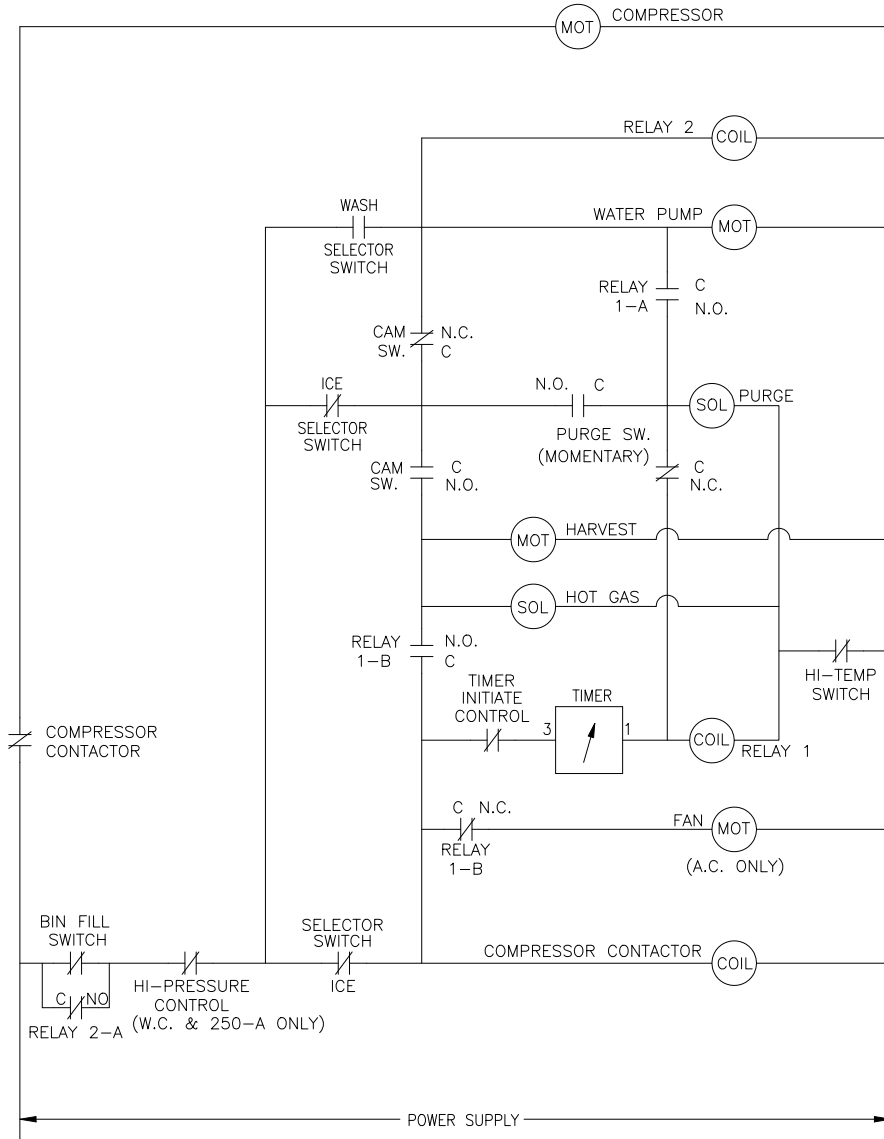 MOT COMPRESSOR
RELAY 2 COIL
WASH
SELECTOR
SWITCH
WATER PUMP MOT
RELAY
1-A
C
N.O.
CAM
SW.
N.C.
C
ICE
SELECTOR
SWITCH
N.O. C
PURGE SW.
(MOMENTARY)
SOL PURGE
CAM
SW.
C
N.O.
C
N.C.
MOT HARVEST
SOL HOT GAS
RELAY
1-B
N.O.
C
HI-TEMP
SWITCH
TIMER
INITIATE
CONTROL
TIMER
3 1
COIL RELAY 1
COMPRESSOR
CONTACTOR
C N.C.
RELAY
1-B
FAN MOT
(A.C. ONLY)
BIN FILL
SWITCH
C NO
RELAY 2-A
HI-PRESSURE
CONTROL
(W.C. & 250-A ONLY)
SELECTOR
SWITCH
ICE
COMPRESSOR CONTACTOR COIL
POWER SUPPLY